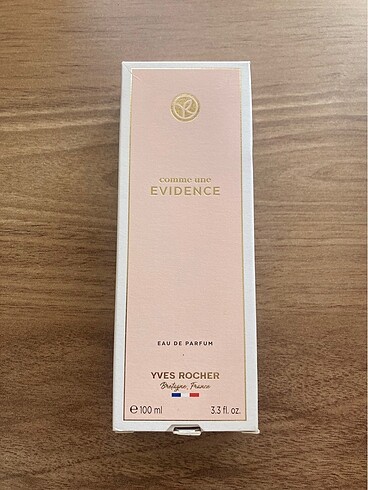 comme une
EVIDENCE
EAU DE PARFUM
YVES ROCHER
Bretagne, France
℮ 100 ml 3.3 fl. oz.